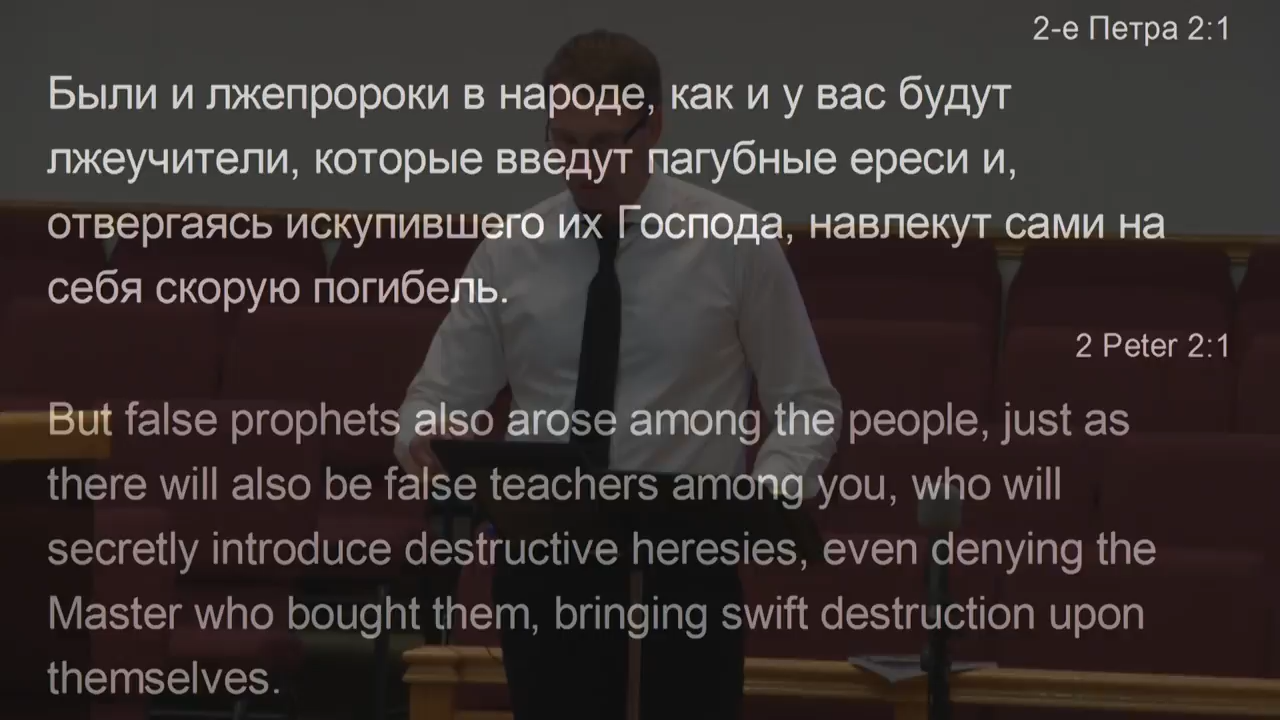 2-е Петра 2:1
Были и лжепророки в народе, как и у вас будут
лжеучители, которые введут пагубные ереси и,
отвергаясь искупившего их Господа, навлекут сами на
себя скорую погибель.
2 Peter 2:1
But false prophets also arose among the people, just as
there will also be false teachers among you, who will
secretly introduce destructive heresies, even denying the
Master who bought them, bringing swift destruction upon
themselves.